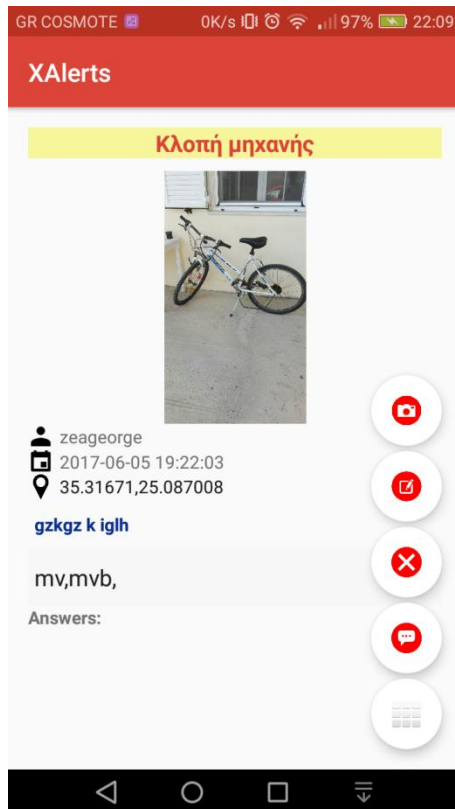 GR COSMOTE 0K/s 97% 22:09
XAlerts
Κλοπή μηχανής
zeageorge
2017-06-05 19:22:03
35.31671,25.087008
gzkgz k iglh
mv,mvb,
Answers: